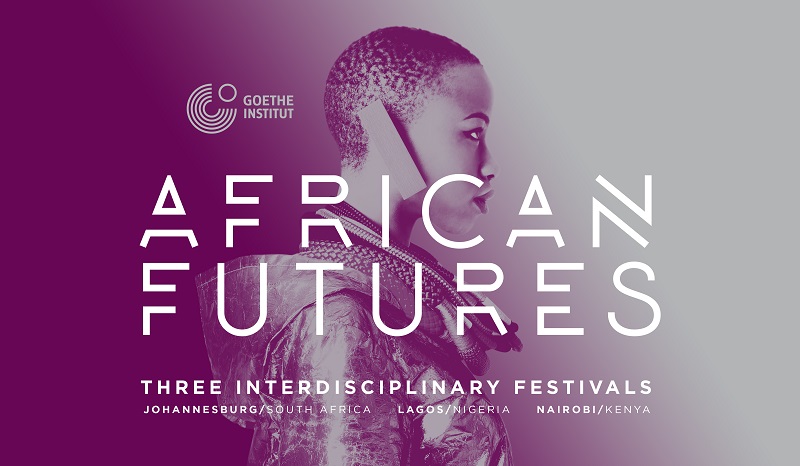 GOETHE
INSTITUT
AFRICAN
FUTURES
THREE INTERDISCIPLINARY FESTIVALS
JOHANNESBURG/SOUTH AFRICA LAGOS/NIGERIA NAIROBI/KENYA